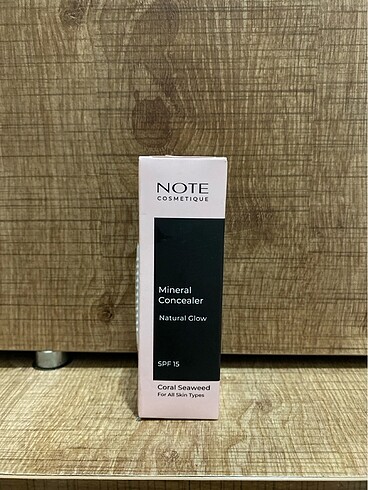 NOTE
COSMETIQUE
Mineral
Concealer
Natural Glow
SPF 15
Coral Seaweed
For All Skin Types